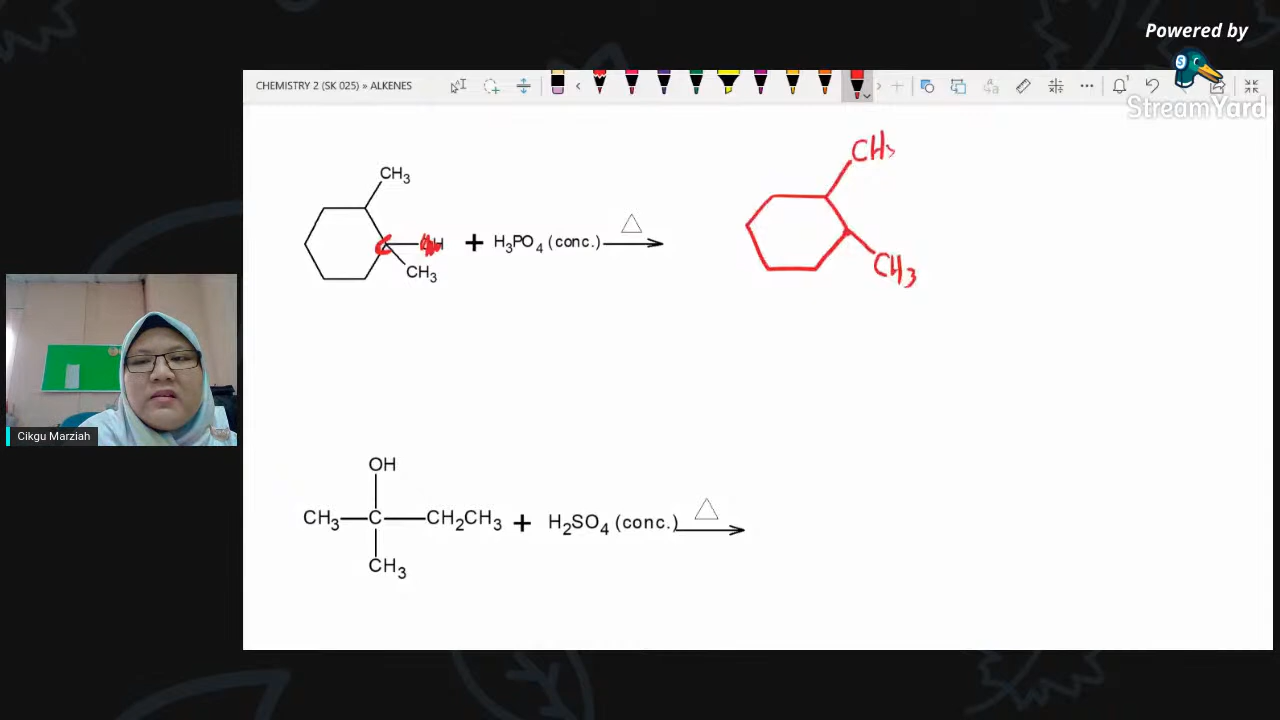 Powered by
StreamYard
CHEMISTRY 2 (SK 025) » ALKENES
CH3
CH3
H3PO4 (conc.)
CH3
CH3
C
+
△
Cikgu Marziah
OH
CH3—C—CH2CH3 + H2SO4 (conc.) △
CH3